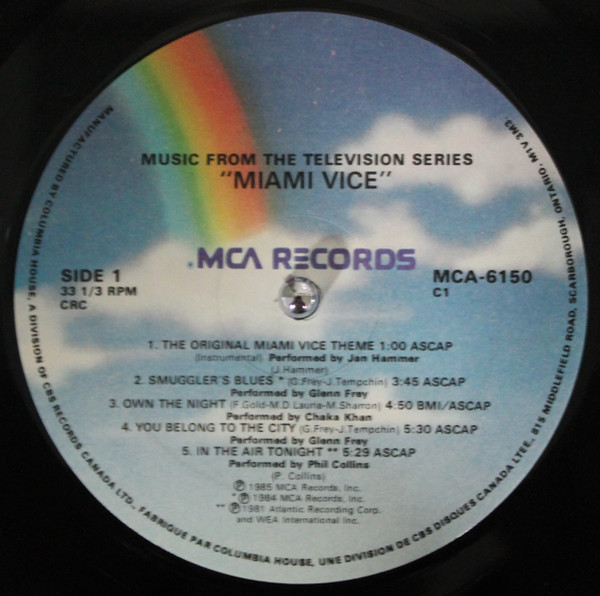 MUSIC FROM THE TELEVISION SERIES
"MIAMI VICE"
MCA RECORDS
SIDE 1
33 1/3 RPM
CRC
MCA-6150
C1
1. THE ORIGINAL MIAMI VICE THEME 1:00 ASCAP
(Instrumental) Performed by Jan Hammer
(J.Hammer)
2. SMUGGLER'S BLUES * (G.Frey-J.Tempchin) 3:45 ASCAP
Performed by Glenn Frey
3. OWN THE NIGHT (F.Gold-M.D.Lauria-M.Sharron) 4:50 BMI/ASCAP
Performed by Chaka Khan
4. YOU BELONG TO THE CITY (G.Frey-J.Tempchin) 5:30 ASCAP
Performed by Glenn Frey
5. IN THE AIR TONIGHT ** 5:29 ASCAP
Performed by Phil Collins
(P. Collins)
℗ 1985 MCA Records, Inc.
* ℗ 1984 MCA Records, Inc.
** ℗ 1981 Atlantic Recording Corp.
and WEA International Inc.
MANUFACTURED BY COLUMBIA HOUSE, A DIVISION OF CBS RECORDS CANADA LTD., FABRIQUE PAR COLUMBIA HOUSE, UNE DIVISION DE CBS DISQUES CANADA LTEE., 815 MIDDLEFIELD ROAD, SCARBOROUGH, ONTARIO, M1V 3M3.